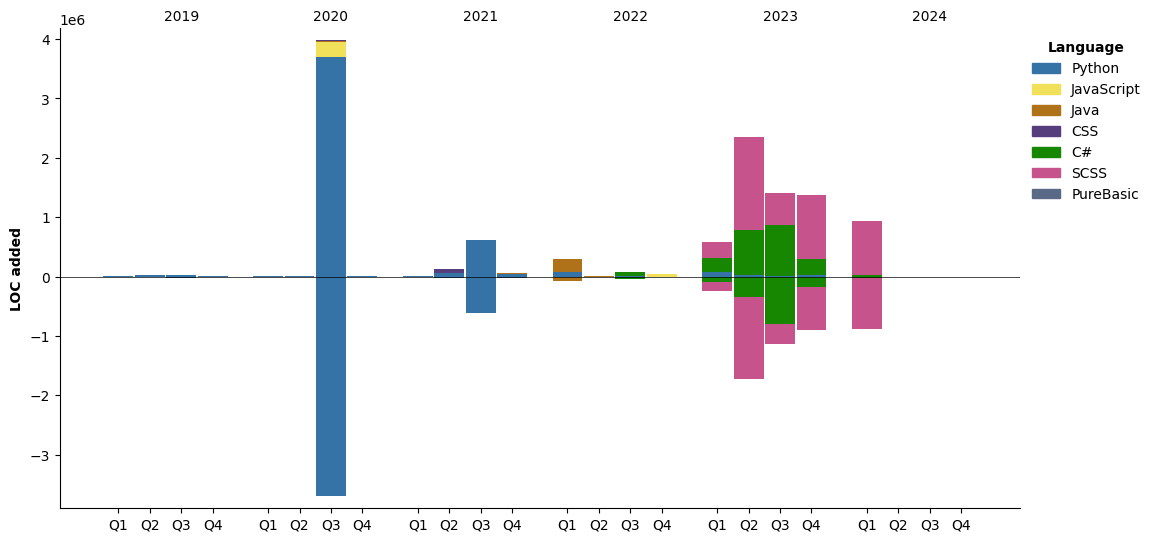 1e6
2019 2020 2021 2022 2023 2024
4
3
2
1
0
−1
−2
−3
LOC added
Q1 Q2 Q3 Q4 Q1 Q2 Q3 Q4 Q1 Q2 Q3 Q4 Q1 Q2 Q3 Q4 Q1 Q2 Q3 Q4 Q1 Q2 Q3 Q4
Language
Python
JavaScript
Java
CSS
C#
SCSS
PureBasic